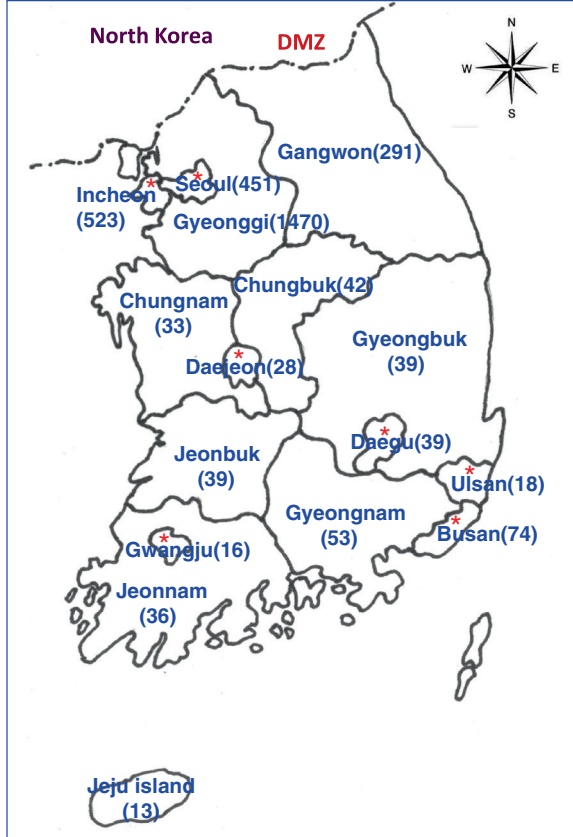 North Korea
DMZ
N
W
E
S
Gangwon(291)
*
*
Seoul(451)
Incheon
(523)
Gyeonggi(1470)
Chungbuk(42)
Chungnam
(33)
Gyeongbuk
(39)
*
Daejeon(28)
*
Daegu(39)
Jeonbuk
(39)
*
Ulsan(18)
Gyeongnam
(53)
*
Busan(74)
*
Gwangju(16)
Jeonnam
(36)
Jeju island
(13)